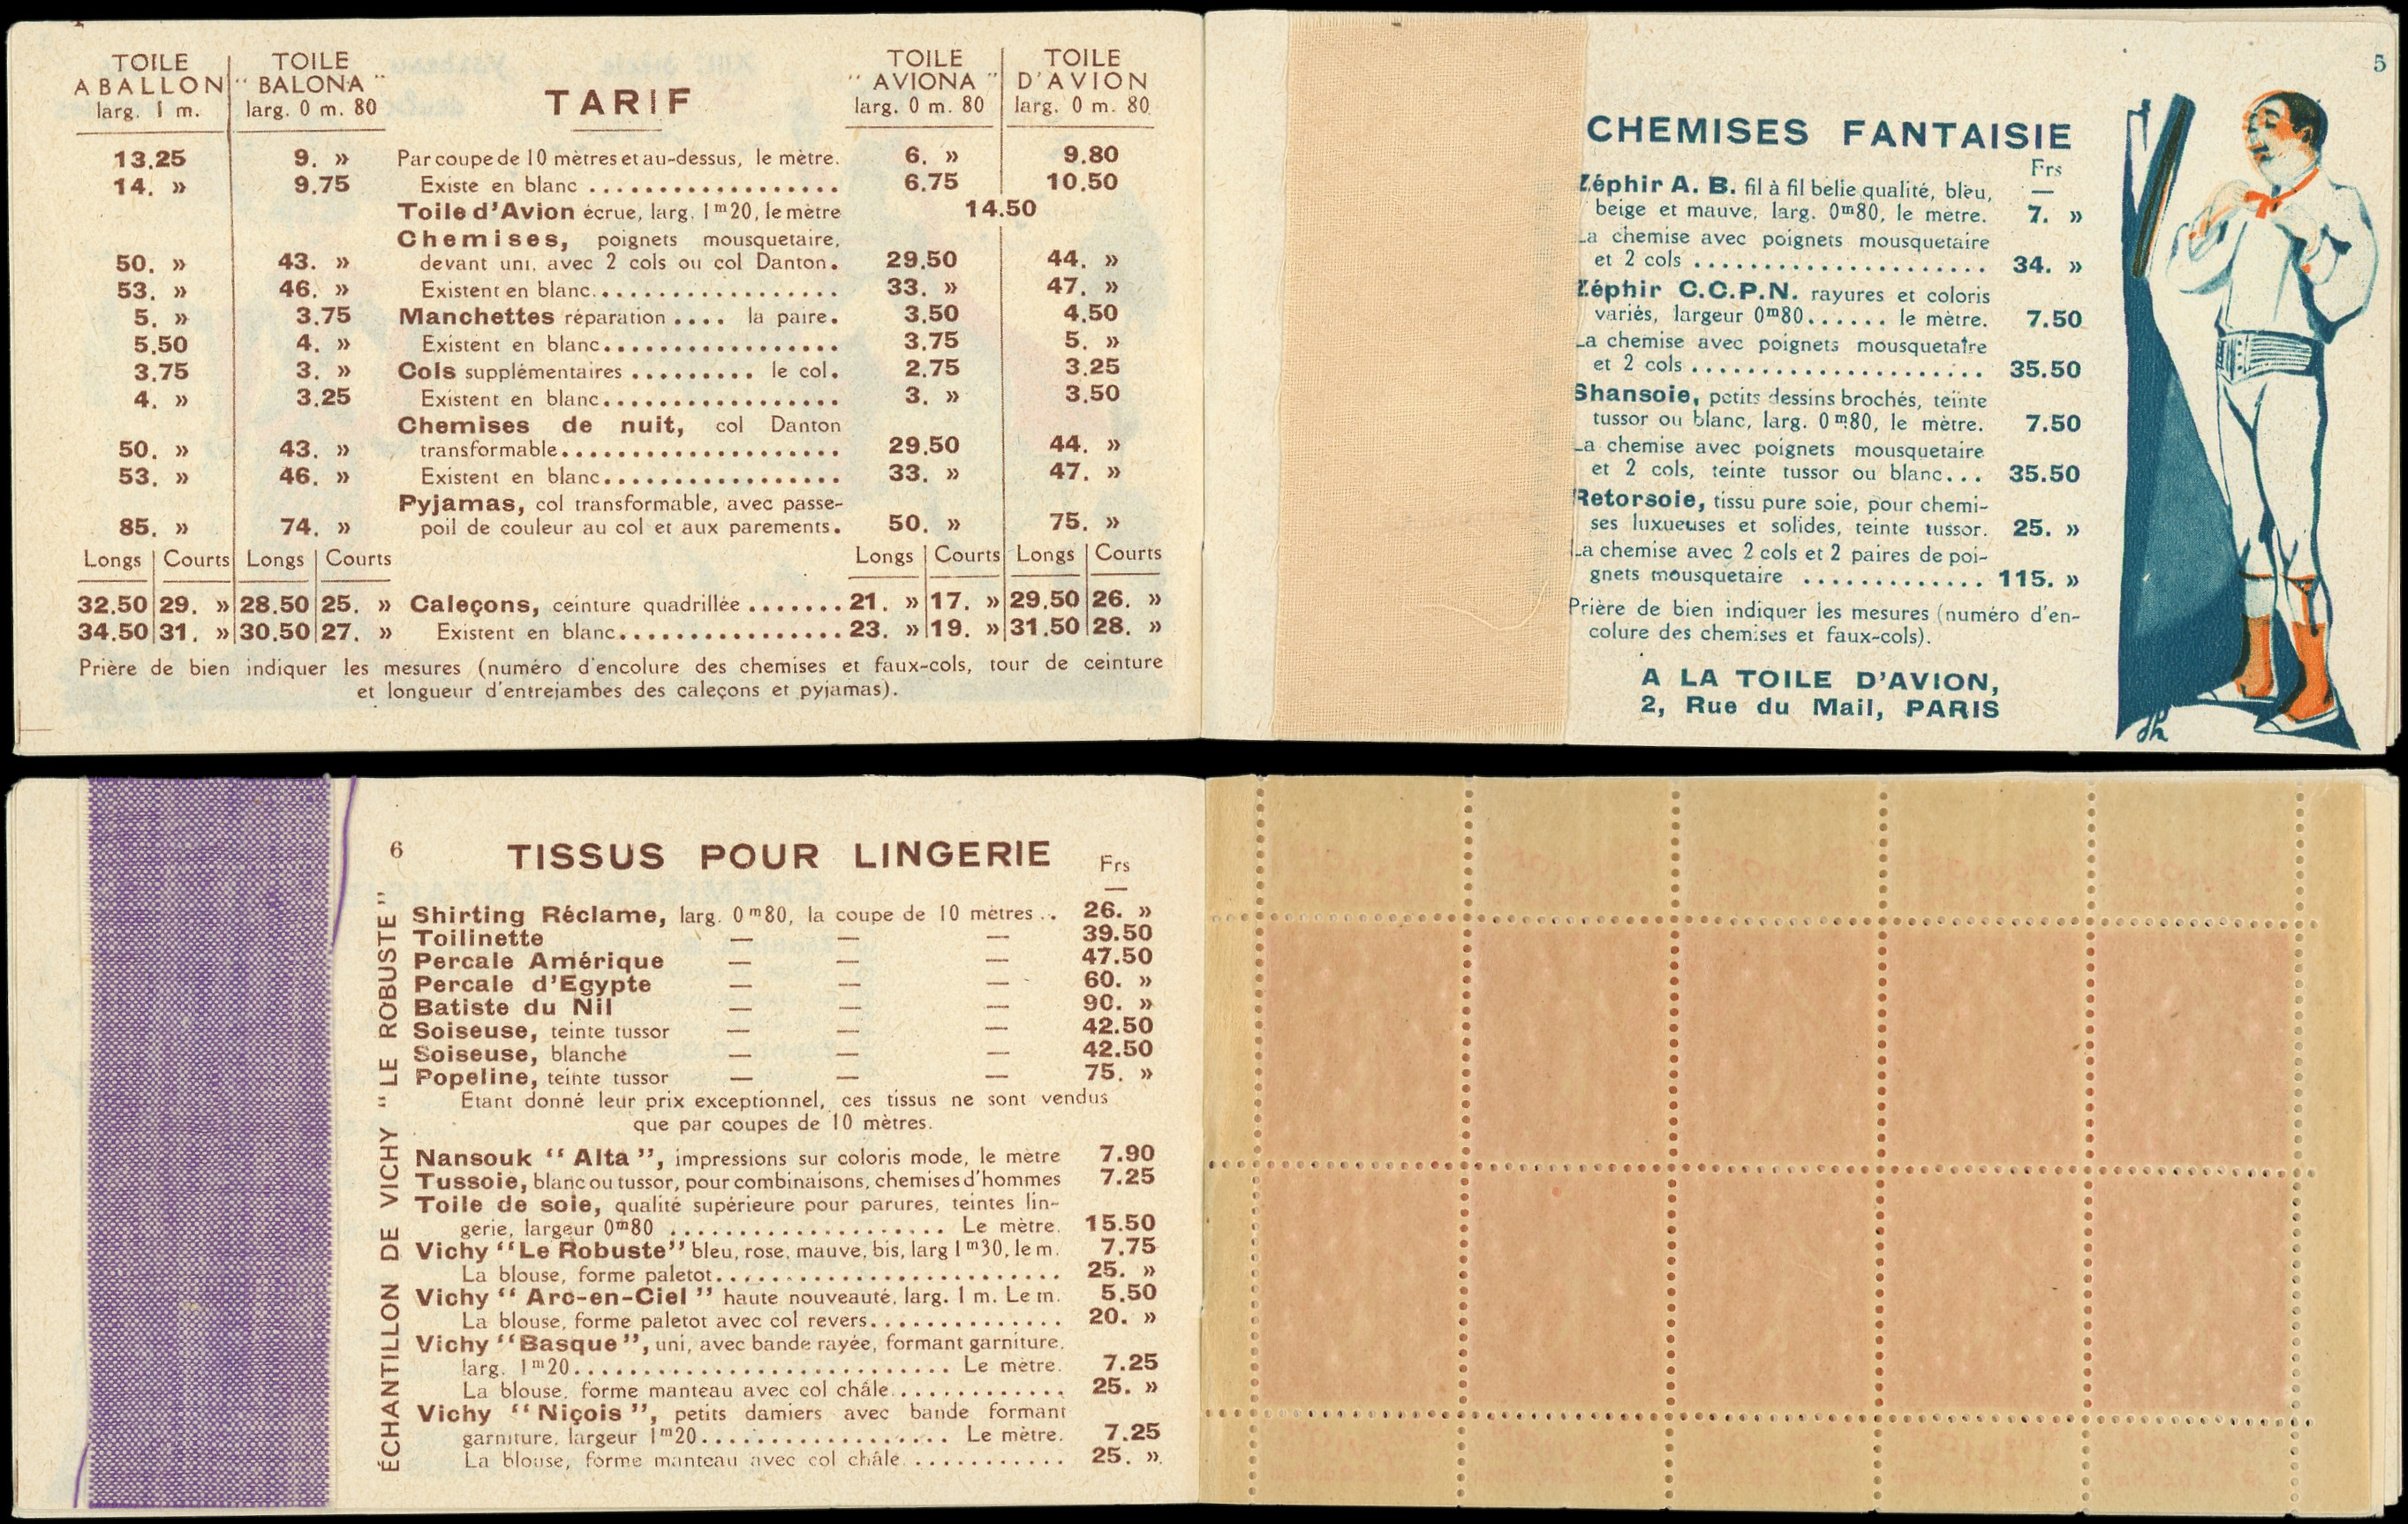 TOILE A BALLON larg. 1 m. | TOILE " BALONA " larg. 0 m. 80 | TARIF | TOILE " AVIONA " larg. 0 m. 80 | TOILE D'AVION larg. 0 m. 80
13.25 | 9. » | Par coupe de 10 mètres et au-dessus, le mètre. | 6. » | 9.80
14. » | 9.75 | Existe en blanc .................. | 6.75 | 10.50
Toile d'Avion écrue, larg. 1m20, le mètre 14.50
Chemises, poignets mousquetaire,
50. » | 43. » | devant uni, avec 2 cols ou col Danton. | 29.50 | 44. »
53. » | 46. » | Existent en blanc.................. | 33. » | 47. »
5. » | 3.75 | Manchettes réparation .... la paire. | 3.50 | 4.50
5.50 | 4. » | Existent en blanc.................. | 3.75 | 5. »
3.75 | 3. » | Cols supplémentaires ......... le col. | 2.75 | 3.25
4. » | 3.25 | Existent en blanc.................. | 3. » | 3.50
Chemises de nuit, col Danton
50. » | 43. » | transformable.................... | 29.50 | 44. »
53. » | 46. » | Existent en blanc.................. | 33. » | 47. »
Pyjamas, col transformable, avec passe-
85. » | 74. » | poil de couleur au col et aux parements. | 50. » | 75. »
Longs | Courts | Longs | Courts | Longs | Courts | Longs | Courts
32.50 | 29. » | 28.50 | 25. » | Caleçons, ceinture quadrillée ....... | 21. » | 17. » | 29.50 | 26. »
34.50 | 31. » | 30.50 | 27. » | Existent en blanc................ | 23. » | 19. » | 31.50 | 28. »
Prière de bien indiquer les mesures (numéro d'encolure des chemises et faux-cols, tour de ceinture
et longueur d'entrejambes des caleçons et pyjamas).
5
CHEMISES FANTAISIE
Frs
Zéphir A. B. fil à fil belle qualité, bleu,
beige et mauve, larg. 0m80, le mètre. 7. »
La chemise avec poignets mousquetaire
et 2 cols ..................... 34. »
Zéphir C.C.P.N. rayures et coloris
variés, largeur 0m80...... le mètre. 7.50
La chemise avec poignets mousquetaire
et 2 cols ..................... 35.50
Shansoie, petits dessins brochés, teinte
tussor ou blanc, larg. 0m80, le mètre. 7.50
La chemise avec poignets mousquetaire
et 2 cols, teinte tussor ou blanc... 35.50
Retorsoie, tissu pure soie, pour chemi-
ses luxueuses et solides, teinte tussor. 25. »
La chemise avec 2 cols et 2 paires de poi-
gnets mousquetaire ............. 115. »
Prière de bien indiquer les mesures (numéro d'en-
colure des chemises et faux-cols).
A LA TOILE D'AVION,
2, Rue du Mail, PARIS
ÉCHANTILLON DE VICHY " LE ROBUSTE "
6
TISSUS POUR LINGERIE
Frs
Shirting Réclame, larg. 0m80, la coupe de 10 mètres .. 26. »
Toilinette — — — 39.50
Percale Amérique — — — 47.50
Percale d'Egypte — — — 60. »
Batiste du Nil — — — 90. »
Soiseuse, teinte tussor — — — 42.50
Soiseuse, blanche — — — 42.50
Popeline, teinte tussor — — — 75. »
Etant donné leur prix exceptionnel, ces tissus ne sont vendus
que par coupes de 10 mètres.
Nansouk " Alta ", impressions sur coloris mode, le mètre 7.90
Tussoie, blanc ou tussor, pour combinaisons, chemises d'hommes 7.25
Toile de soie, qualité supérieure pour parures, teintes lin-
gerie, largeur 0m80 .................... Le mètre. 15.50
Vichy "Le Robuste" bleu, rose, mauve, bis, larg 1m30, le m. 7.75
La blouse, forme paletot......................... 25. »
Vichy " Arc-en-Ciel " haute nouveauté, larg. 1 m. Le m. 5.50
La blouse, forme paletot avec col revers.............. 20. »
Vichy "Basque", uni, avec bande rayée, formant garniture,
larg. 1m20........................... Le mètre. 7.25
La blouse, forme manteau avec col châle............. 25. »
Vichy " Niçois ", petits damiers avec bande formant
garniture, largeur 1m20.................. Le mètre. 7.25
La blouse, forme manteau avec col châle ........... 25. »